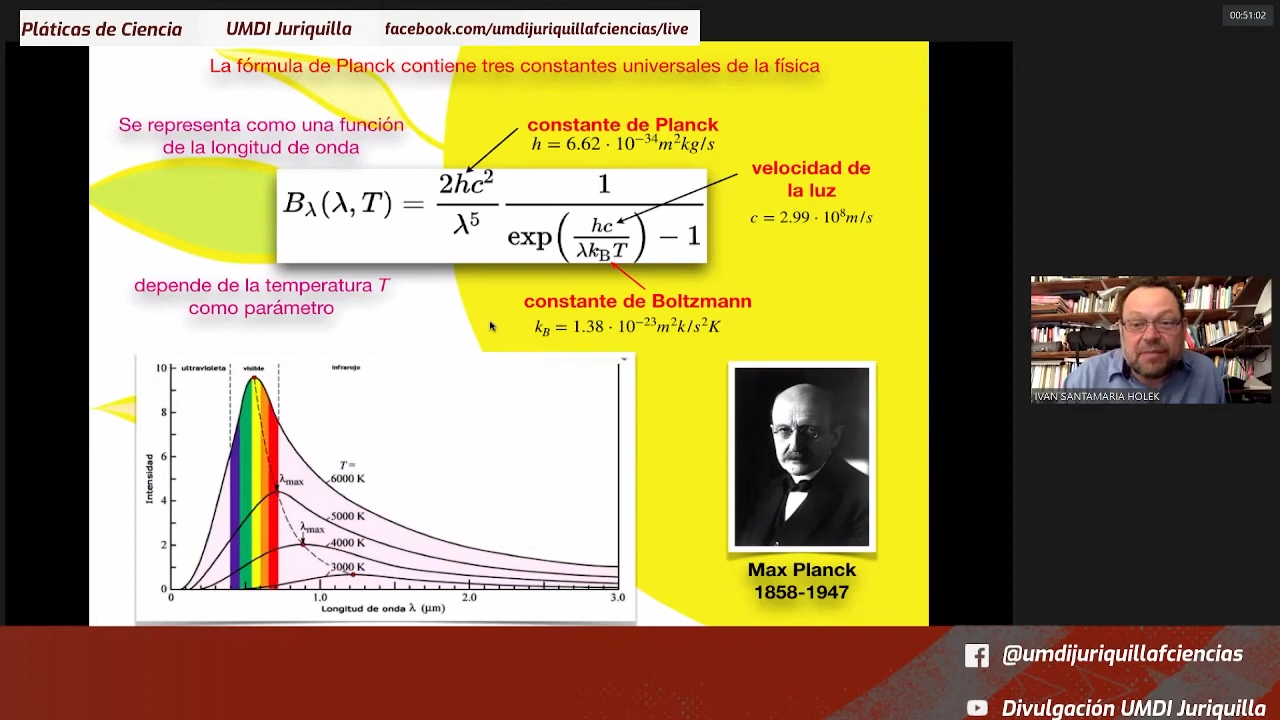 Pláticas de Ciencia UMDI Juriquilla facebook.com/umdijuriquillafciencias/live
00:51:02
La fórmula de Planck contiene tres constantes universales de la física
Se representa como una función
de la longitud de onda
constante de Planck
h = 6.62 · 10⁻³⁴m²kg/s
velocidad de
la luz
c = 2.99 · 10⁸m/s
B_λ(λ, T) = 2hc²/λ⁵ 1/(exp(hc/(λk_BT)) − 1)
depende de la temperatura T
como parámetro
constante de Boltzmann
k_B = 1.38 · 10⁻²³m²k/s²K
IVAN SANTAMARIA HOLEK
ultravioleta visible infrarojo
10
8
6
4
2
0
Intensidad
T =
6000 K
λmax
5000 K
λmax
4000 K
3000 K
0 1.0 2.0 3.0
Longitud de onda λ (μm)
Max Planck
1858-1947
@umdijuriquillafciencias
Divulgación UMDI Juriquilla